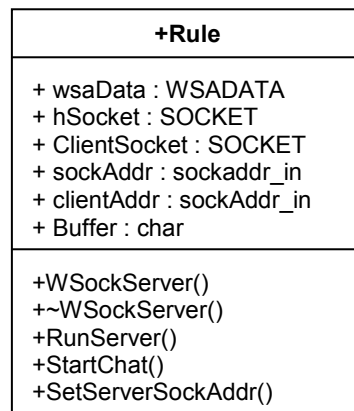 +Rule
+ wsaData : WSADATA
+ hSocket : SOCKET
+ ClientSocket : SOCKET
+ sockAddr : sockaddr_in
+ clientAddr : sockAddr_in
+ Buffer : char
+WSockServer()
+~WSockServer()
+RunServer()
+StartChat()
+SetServerSockAddr()